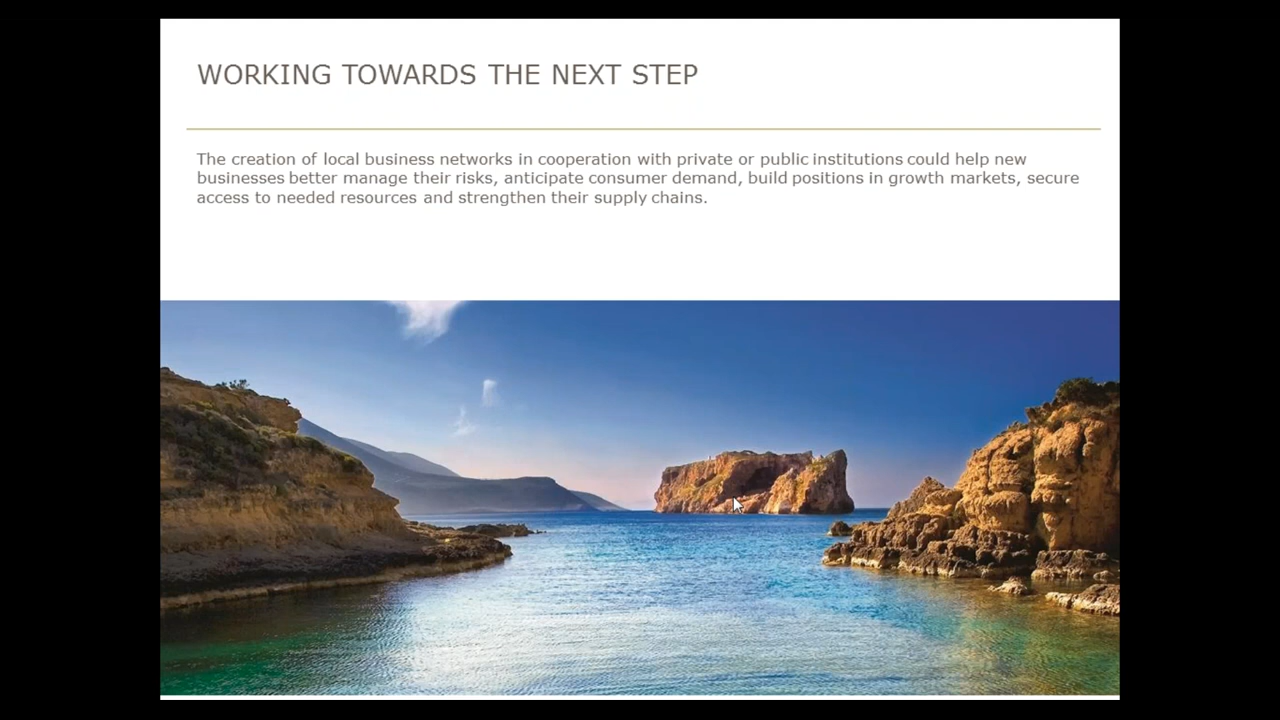 WORKING TOWARDS THE NEXT STEP
The creation of local business networks in cooperation with private or public institutions could help new
businesses better manage their risks, anticipate consumer demand, build positions in growth markets, secure
access to needed resources and strengthen their supply chains.